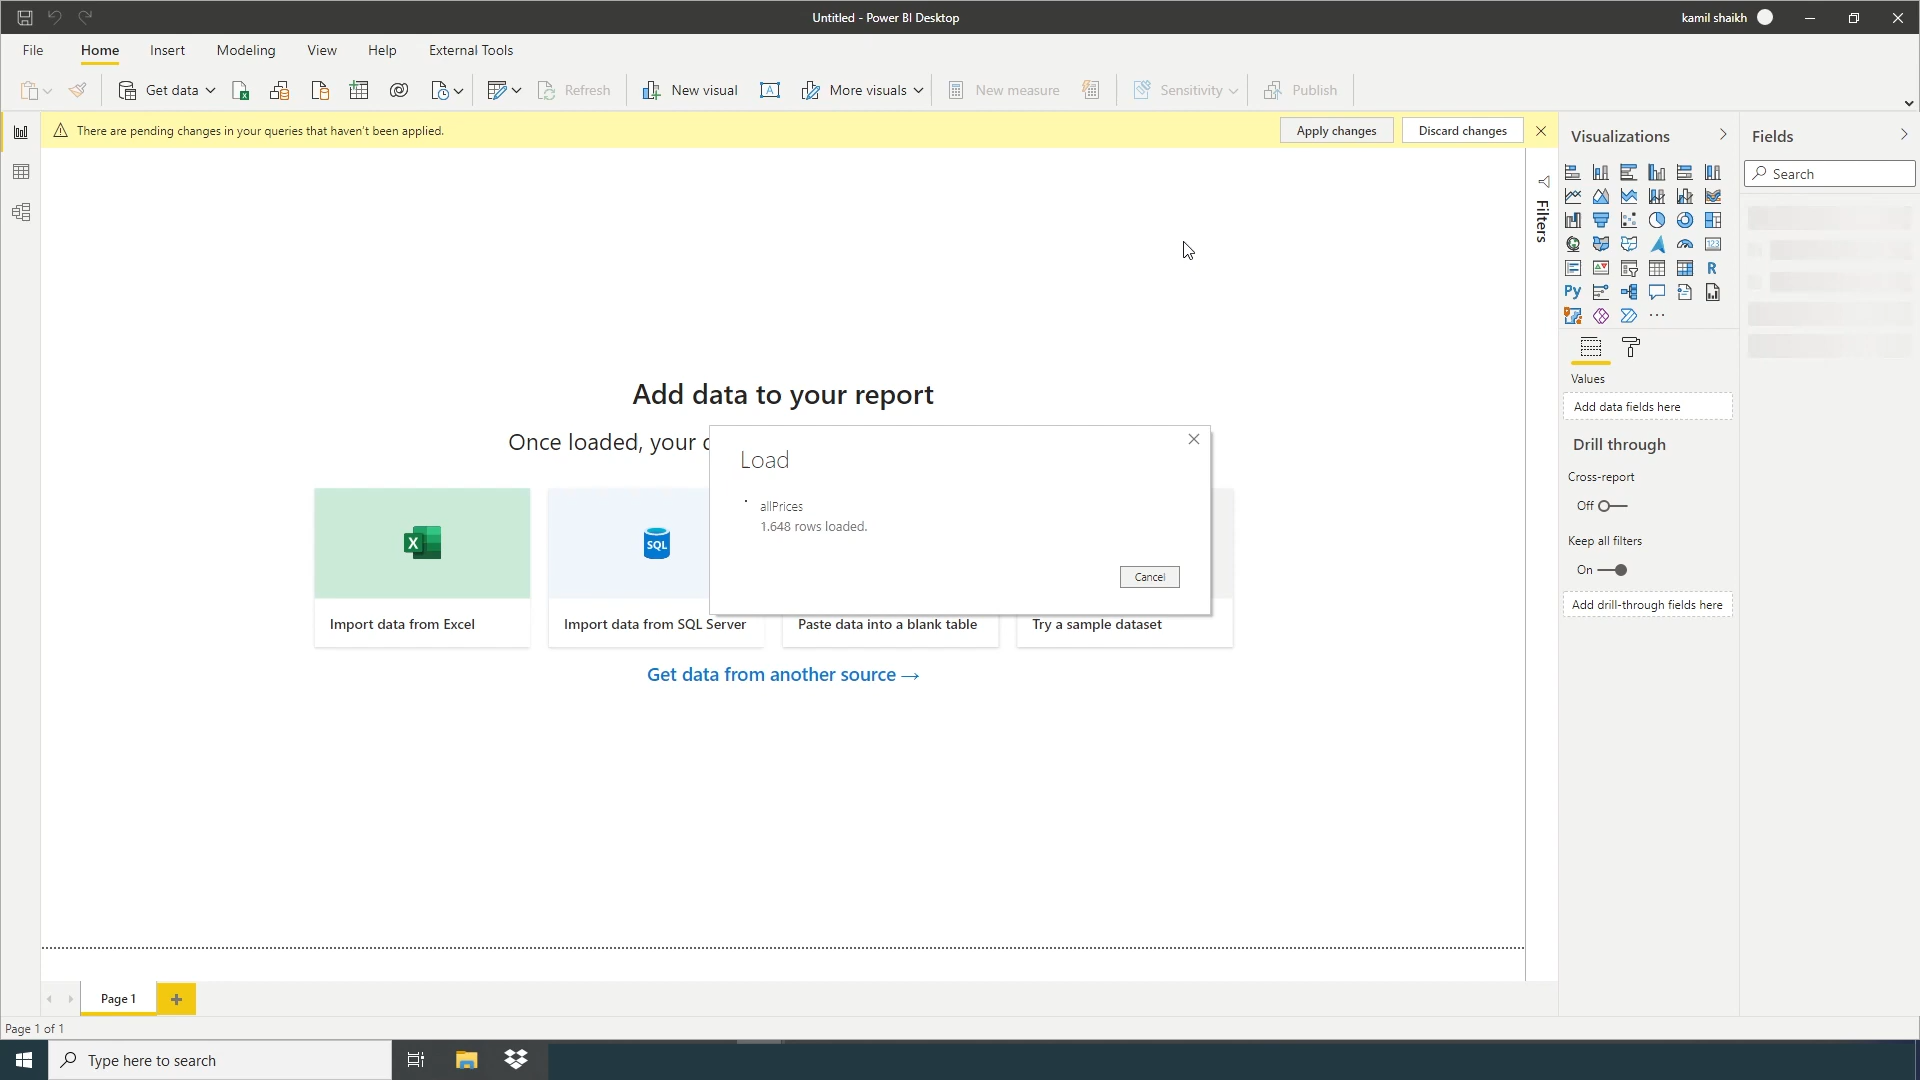 Untitled - Power BI Desktop
kamil shaikh
File
Home
Insert
Modeling
View
Help
External Tools
Get data
Refresh
New visual
A
More visuals
New measure
Sensitivity
Publish
There are pending changes in your queries that haven't been applied.
Apply changes
Discard changes
Visualizations
Fields
Search
Filters
123
R
Py
Values
Add data fields here
Drill through
Cross-report
Off
Keep all filters
On
Add drill-through fields here
Add data to your report
Once loaded, your
Load
allPrices
1.648 rows loaded.
Cancel
X
SQL
Import data from Excel
Import data from SQL Server
Paste data into a blank table
Try a sample dataset
Get data from another source →
Page 1
Page 1 of 1
Type here to search